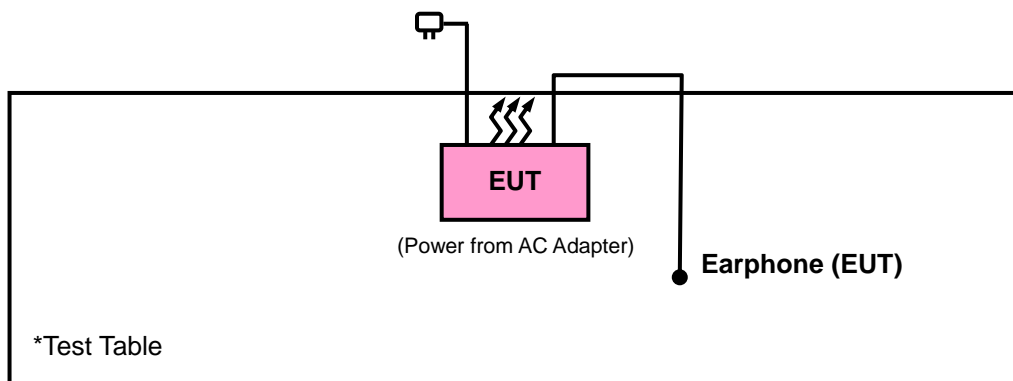 EUT
(Power from AC Adapter)
Earphone (EUT)
*Test Table